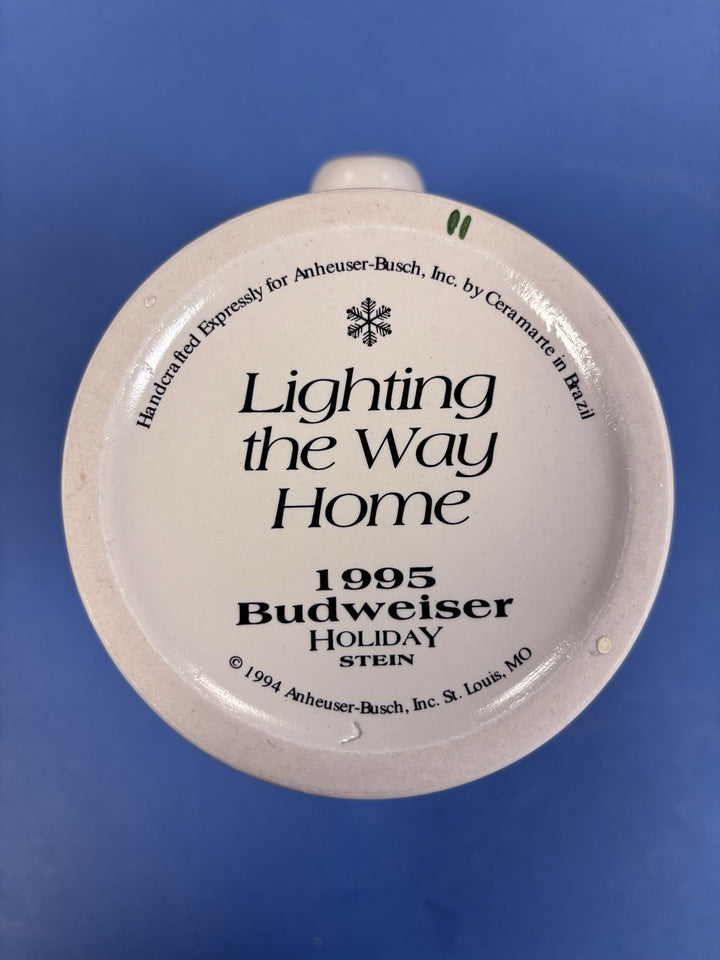 Handcrafted Expressly for Anheuser-Busch, Inc. by Ceramarte in Brazil
Lighting
the Way
Home
1995
Budweiser
HOLIDAY
STEIN
© 1994 Anheuser-Busch, Inc. St. Louis, MO